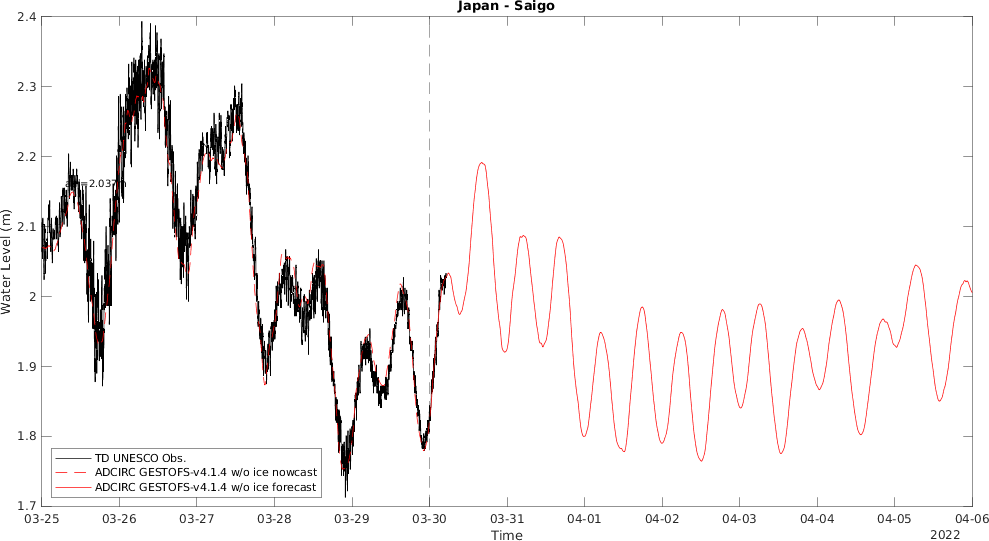 Japan - Saigo
2.4
2.3
2.2
2.1
2
1.9
1.8
1.7
Water Level (m)
TD UNESCO Obs.
ADCIRC GESTOFS-v4.1.4 w/o ice nowcast
ADCIRC GESTOFS-v4.1.4 w/o ice forecast
03-25 03-26 03-27 03-28 03-29 03-30 03-31 04-01 04-02 04-03 04-04 04-05 04-06
Time
2022